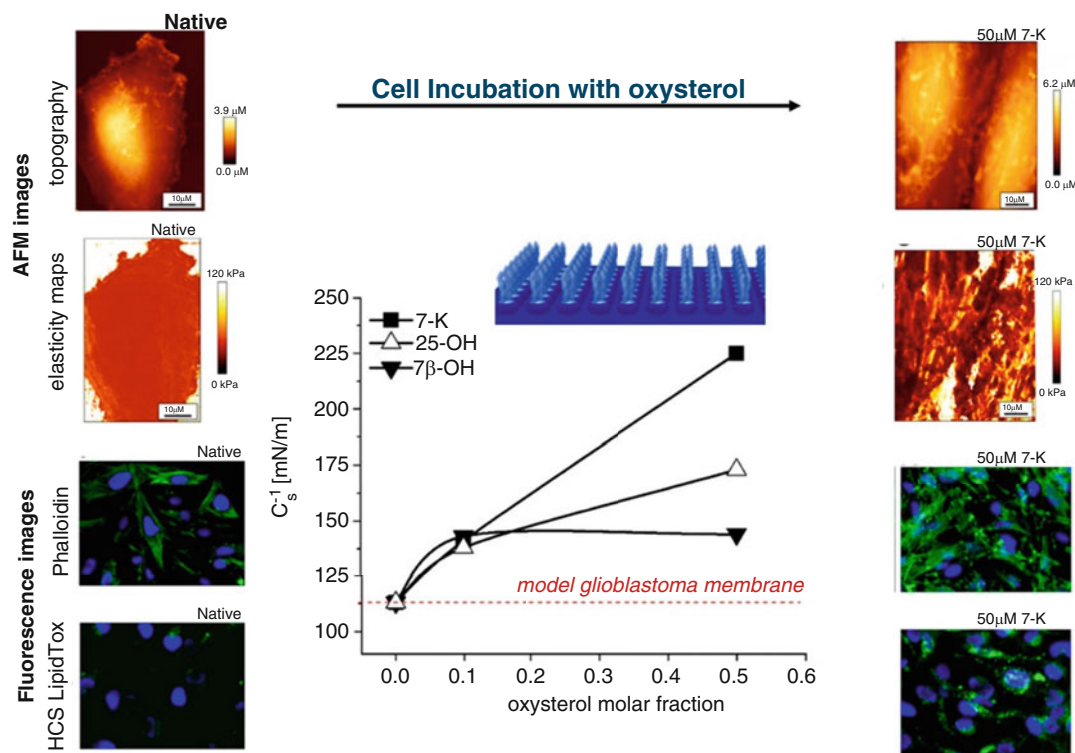 Native
50μM 7-K
Cell Incubation with oxysterol
AFM images
topography
3.9 μM
0.0 μM
10μM
6.2 μM
0.0 μM
10μM
elasticity maps
Native
120 kPa
0 kPa
10μM
50μM 7-K
120 kPa
0 kPa
10μM
250
225
200
175
150
125
100
C_s^-1 [mN/m]
7-K
25-OH
7β-OH
model glioblastoma membrane
0.0 0.1 0.2 0.3 0.4 0.5 0.6
oxysterol molar fraction
Fluorescence images
Phalloidin
Native
50μM 7-K
HCS LipidTox
Native
50μM 7-K